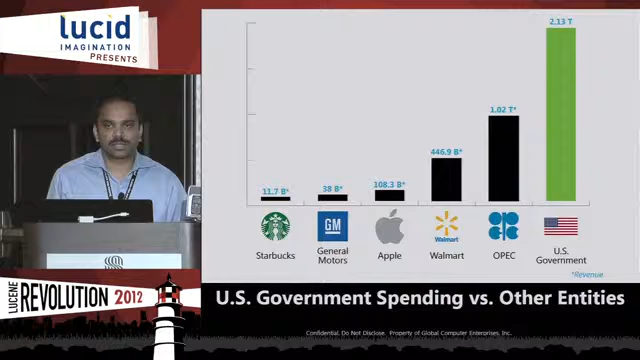 lucid
IMAGINATION
PRESENTS
2.13 T
1.02 T*
446.9 B*
108.3 B*
38 B*
11.7 B*
GM
Walmart
Starbucks
General
Motors
Apple
Walmart
OPEC
U.S.
Government
*Revenue
U.S. Government Spending vs. Other Entities
Confidential. Do Not Disclose. Property of Global Computer Enterprises, Inc.
LUCENE
REVOLUTION 2012